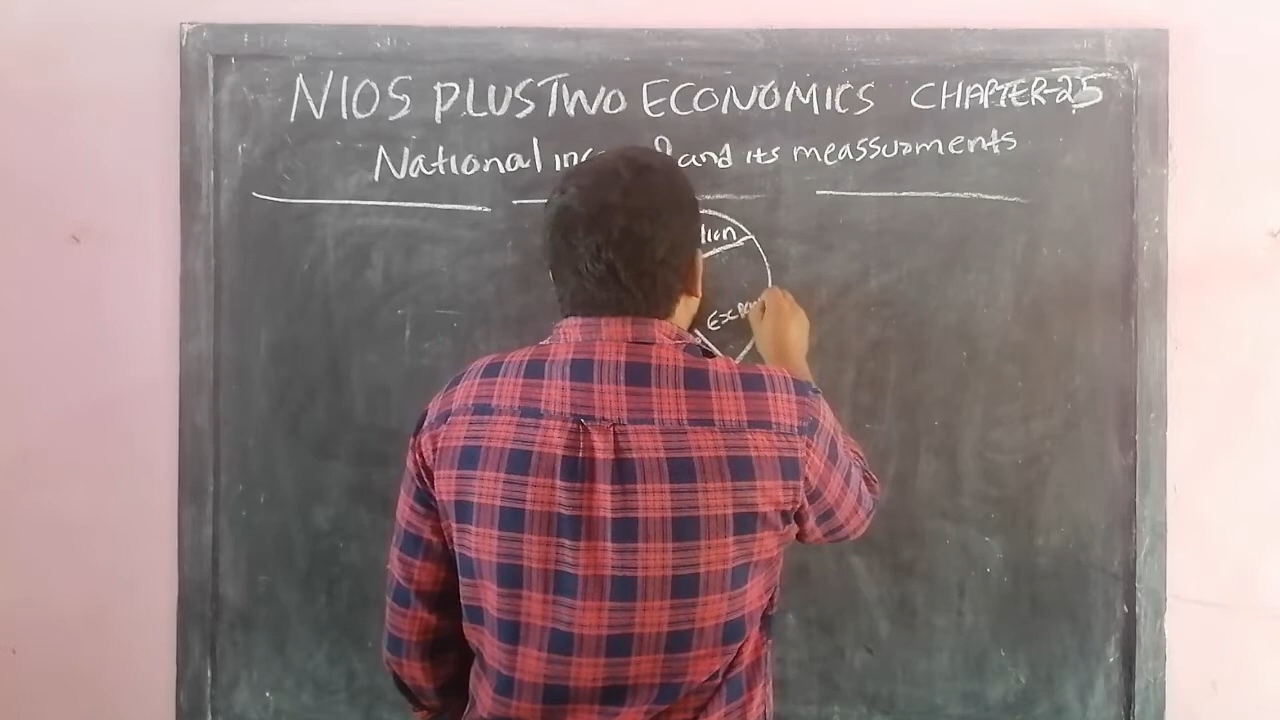 NIOS PLUSTWO ECONOMICS CHAPTER-25
National and its meassurments